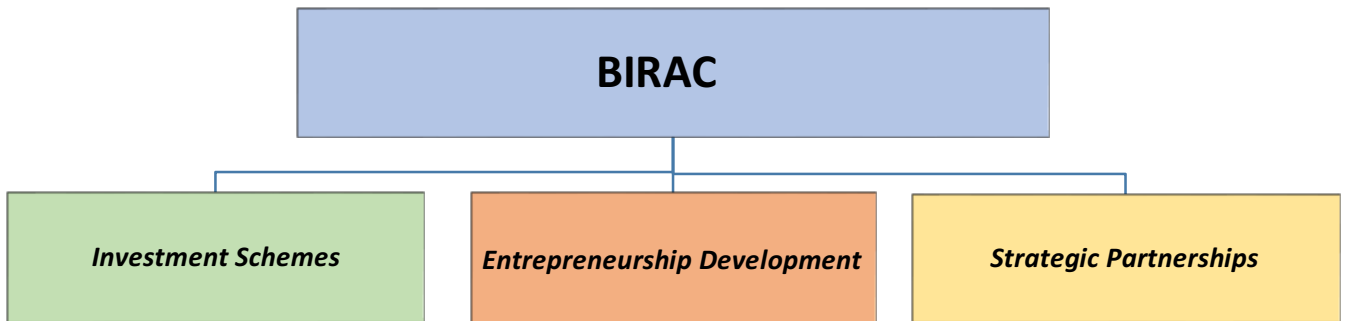 BIRAC
Investment Schemes
Entrepreneurship Development
Strategic Partnerships